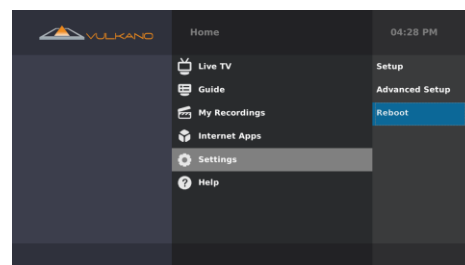 VULKANO
Home
04:28 PM
Live TV
Guide
My Recordings
Internet Apps
Settings
Help
Setup
Advanced Setup
Reboot